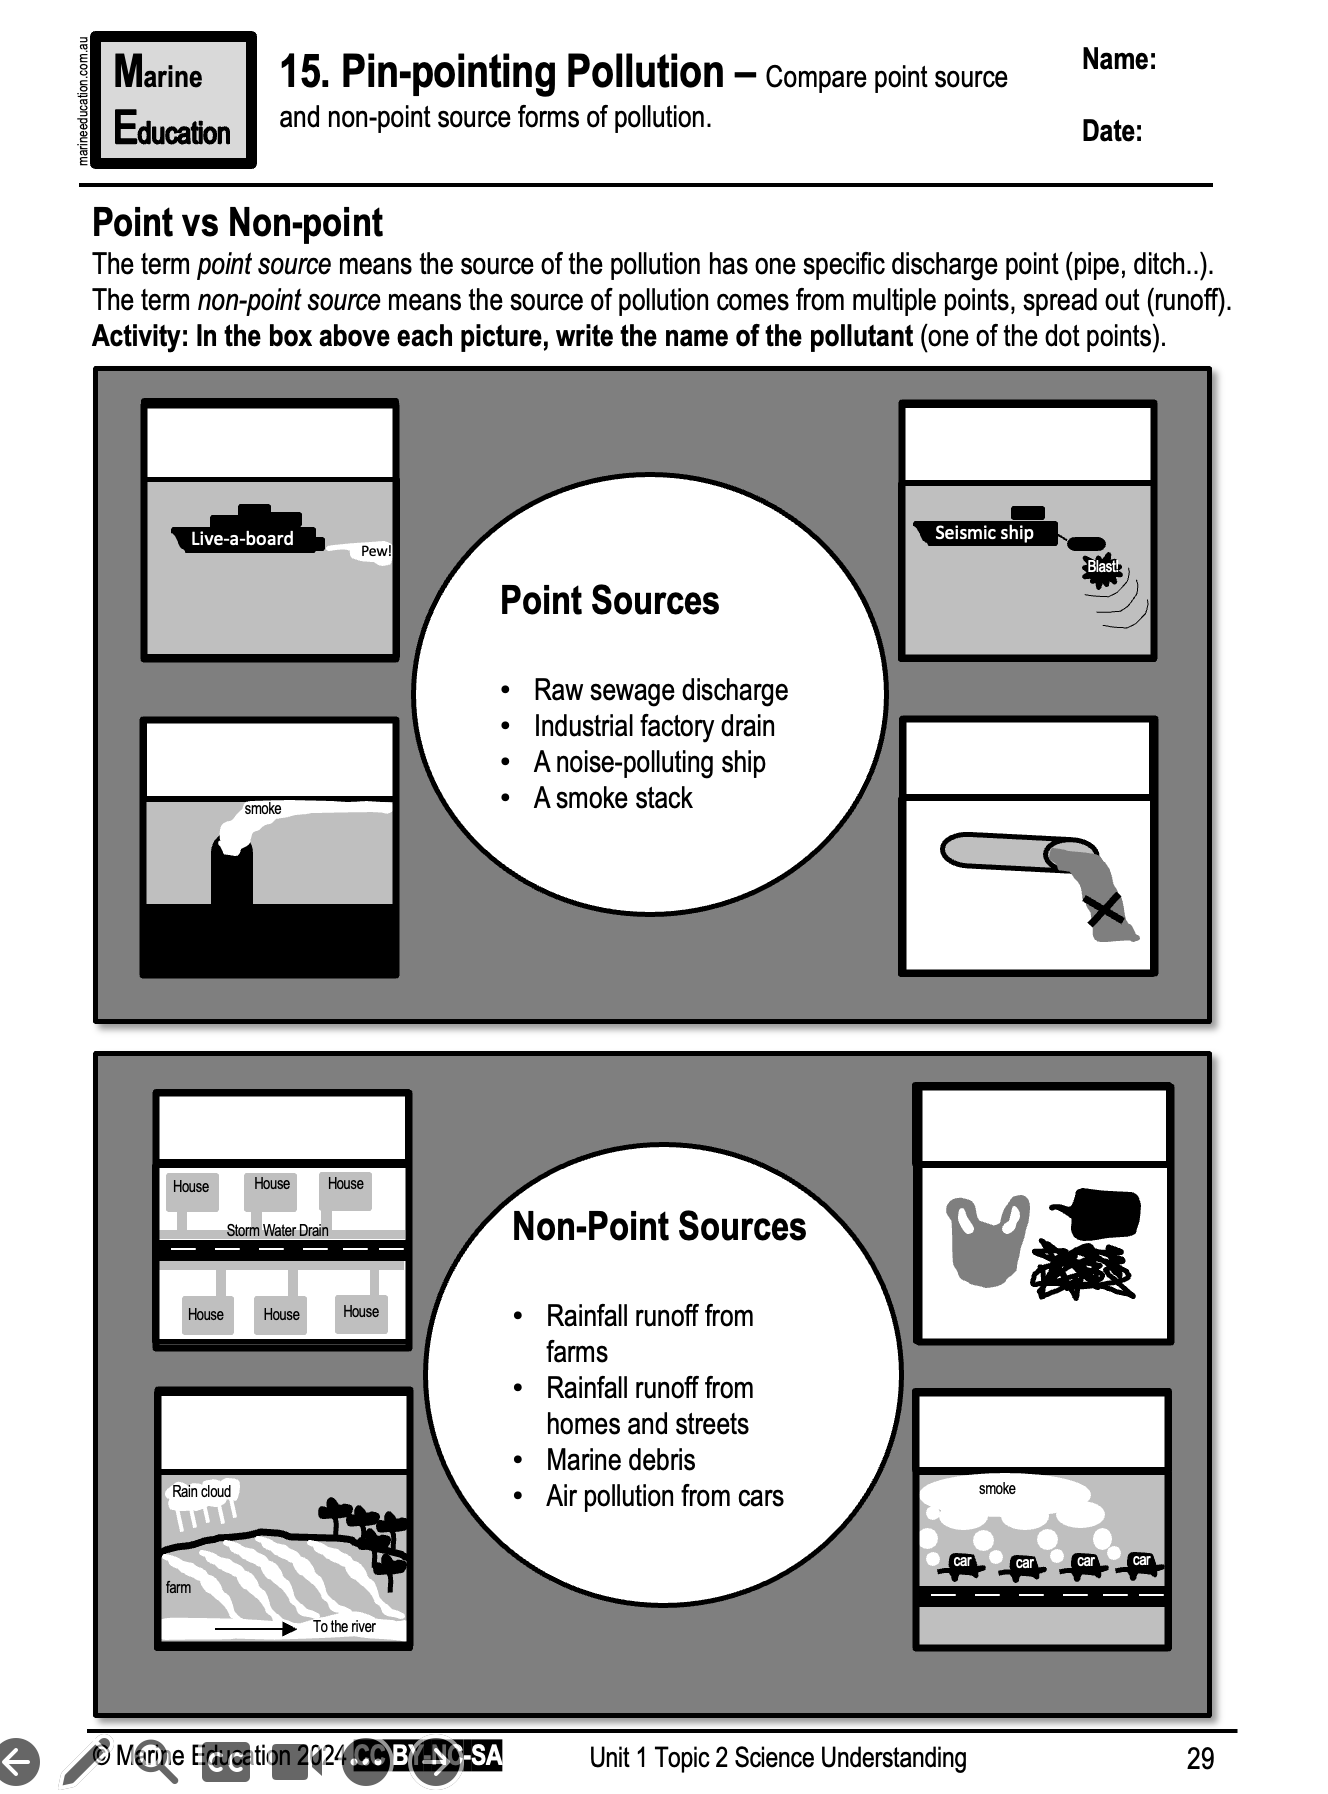 marineeducation.com.au
Marine
Education
15. Pin-pointing Pollution – Compare point source
and non-point source forms of pollution.
Name:
Date:
Point vs Non-point
The term point source means the source of the pollution has one specific discharge point (pipe, ditch..).
The term non-point source means the source of pollution comes from multiple points, spread out (runoff).
Activity: In the box above each picture, write the name of the pollutant (one of the dot points).
Live-a-board
Pew!
Seismic ship
Blast!
Point Sources
• Raw sewage discharge
• Industrial factory drain
• A noise-polluting ship
• A smoke stack
smoke
House
House
House
Storm Water Drain
House
House
House
Non-Point Sources
• Rainfall runoff from
farms
• Rainfall runoff from
homes and streets
• Marine debris
• Air pollution from cars
Rain cloud
farm
To the river
smoke
car
car
car
car
© Marine Education 2024 CC BY-NC-SA
Unit 1 Topic 2 Science Understanding
29